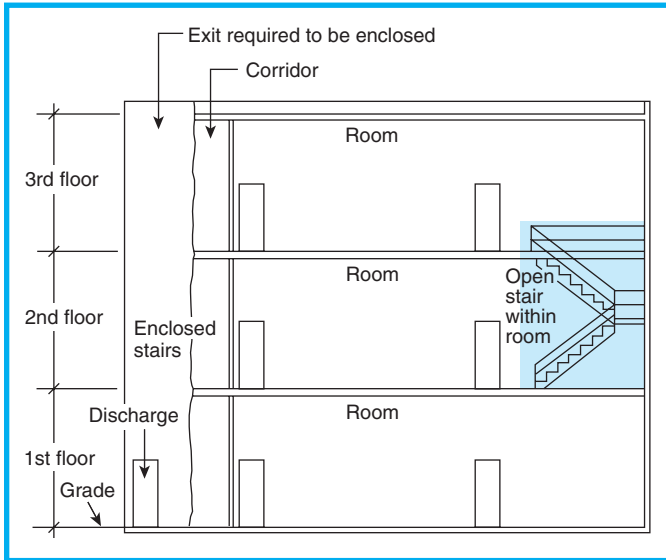 Exit required to be enclosed
Corridor
Room
3rd floor
Room
Open
stair
within
room
2nd floor
Enclosed
stairs
Room
Discharge
1st floor
Grade